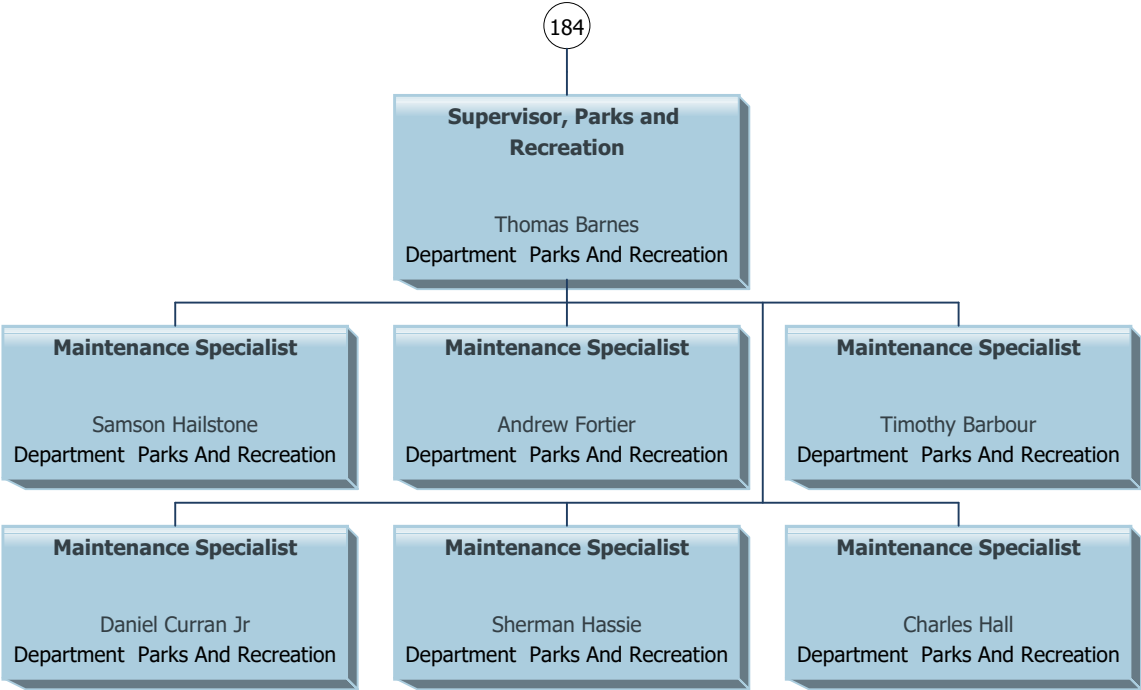 184
Supervisor, Parks and
Recreation
Thomas Barnes
Department  Parks And Recreation
Maintenance Specialist
Samson Hailstone
Department  Parks And Recreation
Maintenance Specialist
Andrew Fortier
Department  Parks And Recreation
Maintenance Specialist
Timothy Barbour
Department  Parks And Recreation
Maintenance Specialist
Daniel Curran Jr
Department  Parks And Recreation
Maintenance Specialist
Sherman Hassie
Department  Parks And Recreation
Maintenance Specialist
Charles Hall
Department  Parks And Recreation